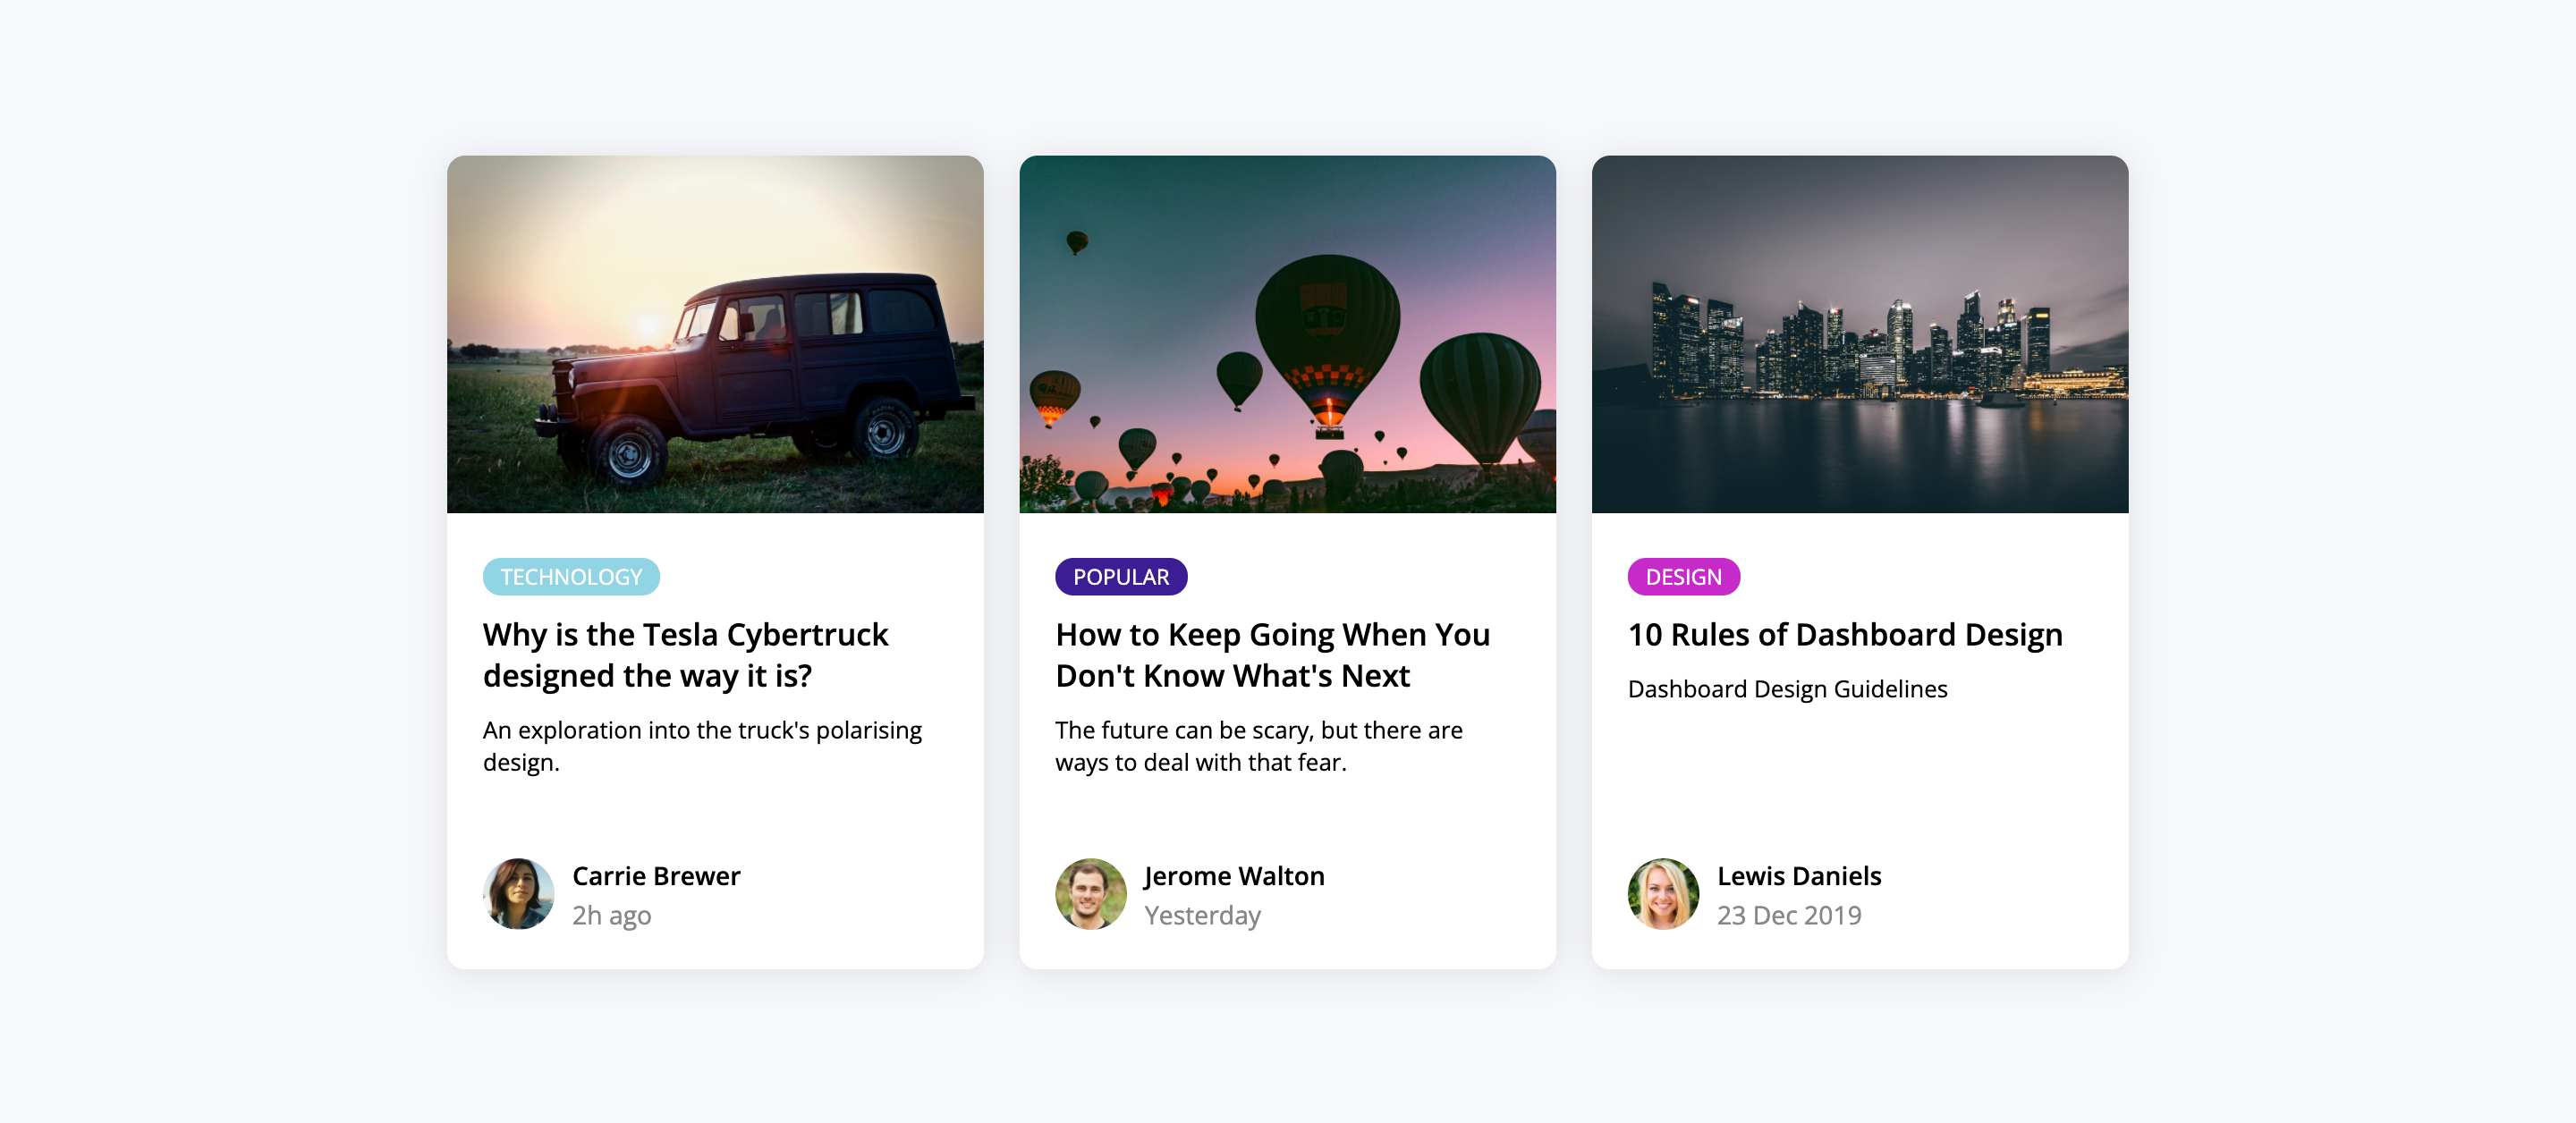 TECHNOLOGY
Why is the Tesla Cybertruck
designed the way it is?
An exploration into the truck's polarising
design.
Carrie Brewer
2h ago
POPULAR
How to Keep Going When You
Don't Know What's Next
The future can be scary, but there are
ways to deal with that fear.
Jerome Walton
Yesterday
DESIGN
10 Rules of Dashboard Design
Dashboard Design Guidelines
Lewis Daniels
23 Dec 2019